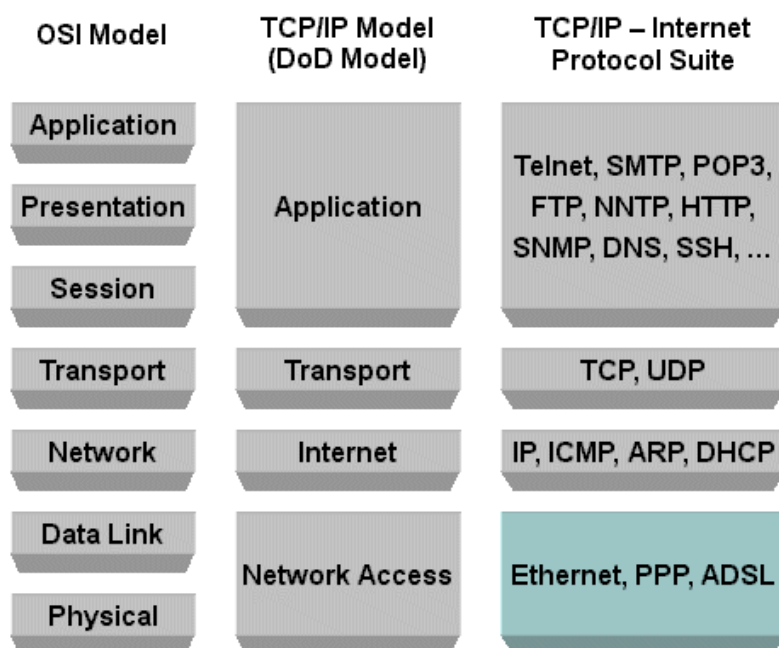 OSI Model
TCP/IP Model
(DoD Model)
TCP/IP – Internet
Protocol Suite
Application
Presentation
Session
Transport
Network
Data Link
Physical
Application
Transport
Internet
Network Access
Telnet, SMTP, POP3,
FTP, NNTP, HTTP,
SNMP, DNS, SSH, ...
TCP, UDP
IP, ICMP, ARP, DHCP
Ethernet, PPP, ADSL